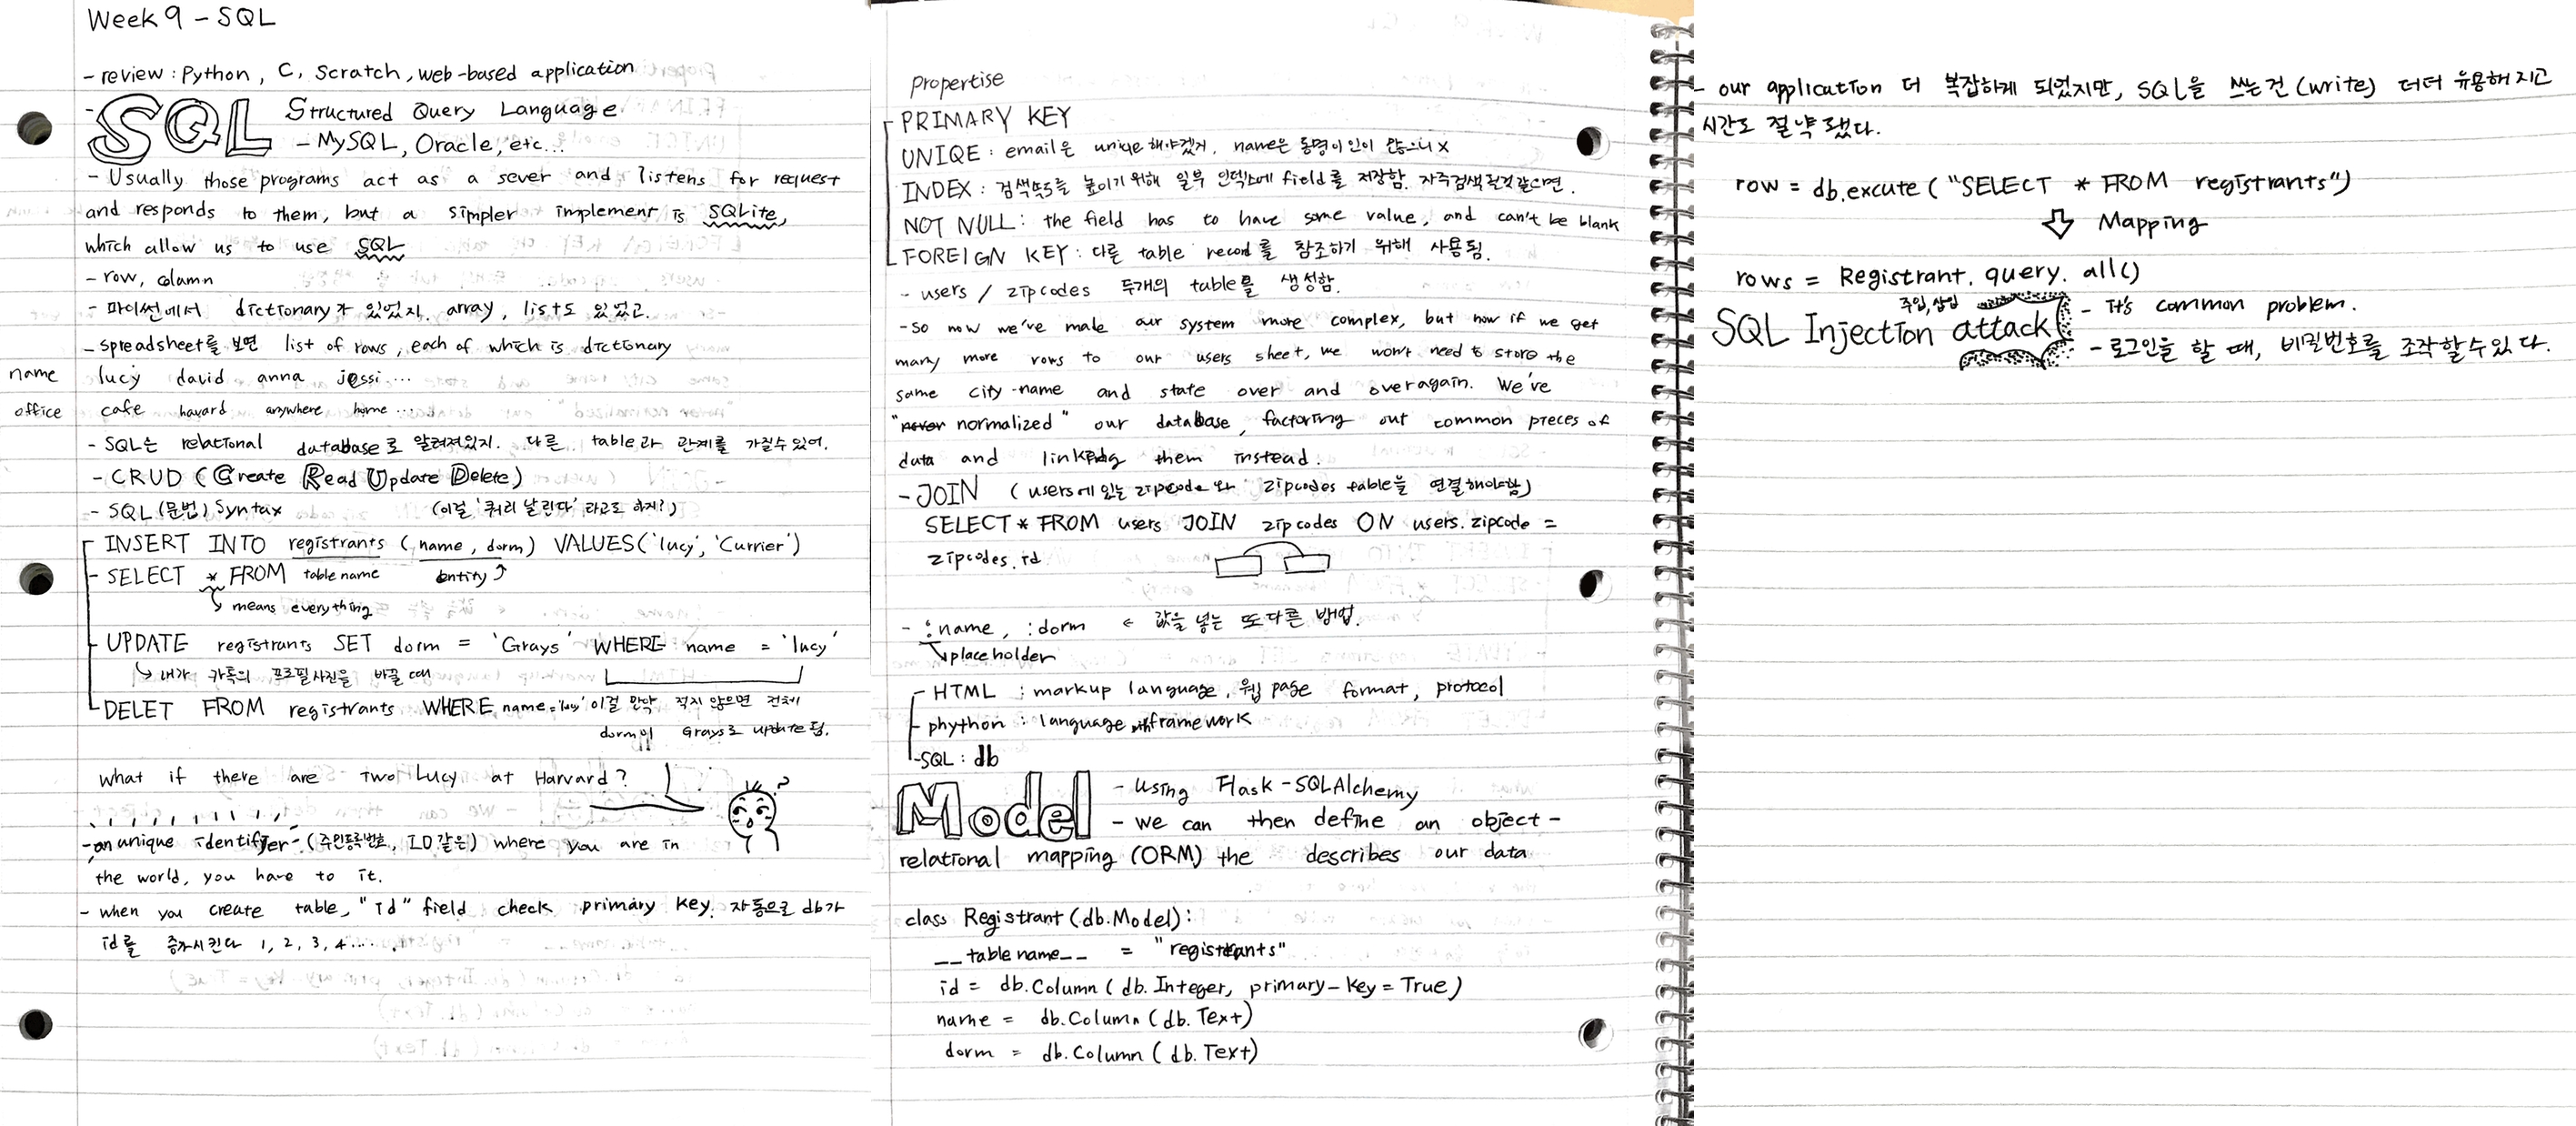 Week 9 - SQL
- review : Python, C, Scratch, web-based application
- SQL Structured Query Language
- MySQL, Oracle, etc...
- Usually those programs act as a sever and listens for request
and responds to them, but a simpler implement is SQLite,
which allow us to use SQL
- row, column
- 파이썬에서 dictionary가 있었지. array, list도 있었고.
- spreadsheet를 보면 list of rows, each of which is dictionary
name lucy david anna jessi ...
office cafe havard anywhere home ...
- SQL은 relational database로 알려져있지. 다른 table과 관계를 가질수 있어.
- CRUD (Create Read Update Delete)
- SQL (문법) Syntax (이걸 '쿼리 날린다' 라고도 하지?)
INSERT INTO registrants (name, dorm) VALUES('lucy', 'Currier')
- SELECT * FROM table name entity
means everything
- UPDATE registrants SET dorm = 'Grays' WHERE name = 'lucy'
내가 카톡의 프로필사진을 바꿀 때
DELET FROM registrants WHERE name='lucy' 이걸 만약 적지 않으면 전체
dorm이 Grays로 update 됨.
what if there are two Lucy at Harvard?
?
- an unique identifier - (주민등록번호, ID 같은) where you are in
the world, you have to it.
- when you create table, "id" field check primary key. 자동으로 db가
id를 증가시킨다 1, 2, 3, 4 ....
Propertise
PRIMARY KEY
UNIQE : email은 unique 해야겠지. name은 동명이인이 많으니 X
INDEX : 검색속도를 높이기 위해 일부 인덱스에 field를 저장함. 자주검색될것같으면.
NOT NULL : the field has to have some value, and can't be blank
FOREIGN KEY : 다른 table record를 참조하기 위해 사용됨.
- users / zipcodes 두개의 table을 생성함.
- So now we've make our system more complex, but now if we get
many more rows to our users sheet, we won't need to store the
same city-name and state over and over again. We've
"normalized" our database, factoring out common pieces of
data and linking them instead.
- JOIN (users에 있는 zipcode와 zipcodes table을 연결해야함)
SELECT * FROM users JOIN zipcodes ON users.zipcode =
zipcodes.id
- :name, :dorm ← 값을 넣는 또 다른 방법.
placeholder
HTML : markup language, 웹 page format, protocol
phython : language with framework
SQL : db
Model - Using Flask-SQLAlchemy
- we can then define an object-
relational mapping (ORM) the describes our data
class Registrant (db.Model):
__tablename__ = "registrants"
id = db.Column (db.Integer, primary-key = True)
name = db.Column (db.Text)
dorm = db.Column (db.Text)
- our application 더 복잡하게 되었지만, SQL을 쓰는건 (write) 더더 유용해지고
시간도 절약됐다.
row = db.excute ("SELECT * FROM registrants")
Mapping
rows = Registrant.query.all()
주입,삽입
SQL Injection attack - It's common problem.
- 로그인을 할 때, 비밀번호를 조작할수있다.